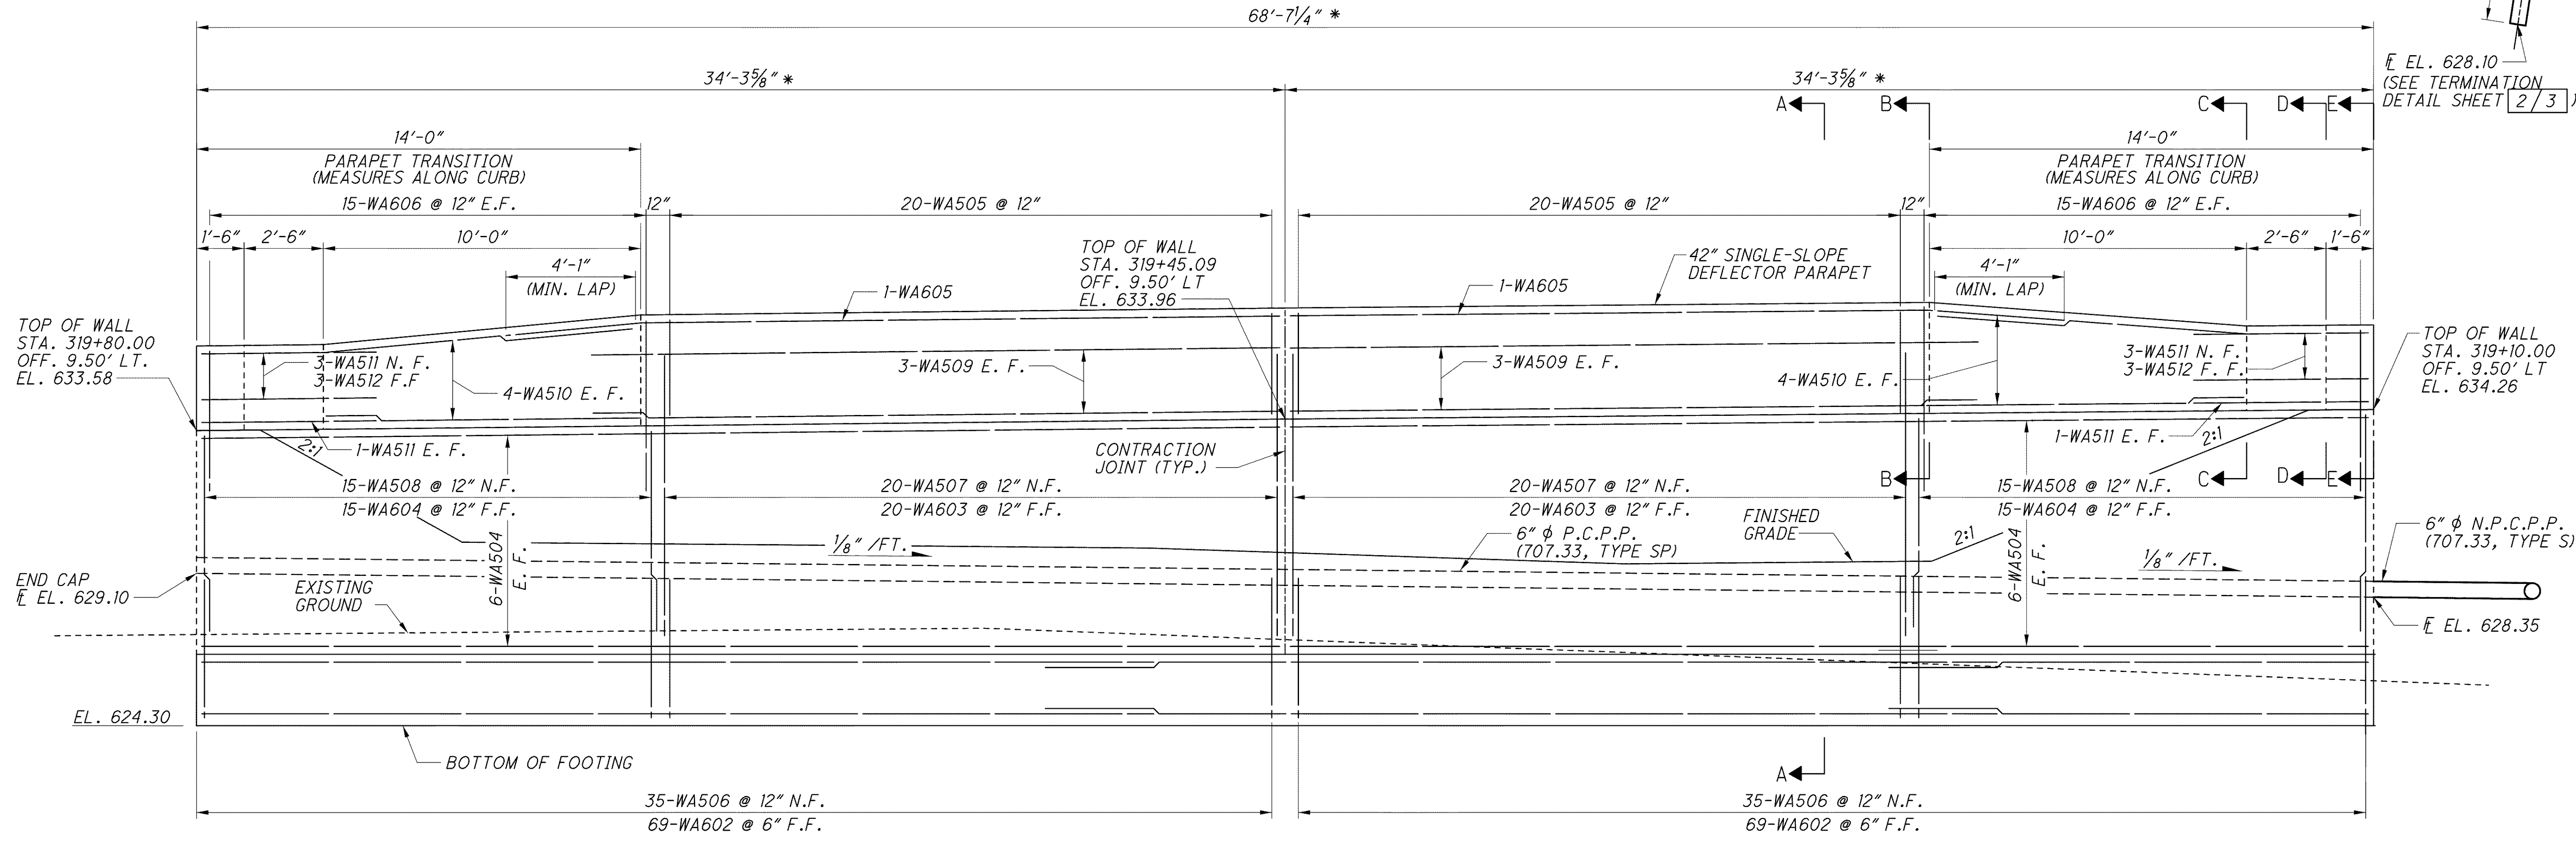 68'-7¼" *
₣ EL. 628.10
(SEE TERMINATION
DETAIL SHEET 2/3)
34'-3⅝" *
34'-3⅝" *
A
B
C
D
E
14'-0"
PARAPET TRANSITION
(MEASURES ALONG CURB)
14'-0"
PARAPET TRANSITION
(MEASURES ALONG CURB)
15-WA606 @ 12" E.F.
12"
20-WA505 @ 12"
20-WA505 @ 12"
12"
15-WA606 @ 12" E.F.
1'-6"
2'-6"
10'-0"
10'-0"
2'-6"
1'-6"
4'-1"
(MIN. LAP)
1-WA605
TOP OF WALL
STA. 319+45.09
OFF. 9.50' LT
EL. 633.96
1-WA605
42" SINGLE-SLOPE
DEFLECTOR PARAPET
4'-1"
(MIN. LAP)
TOP OF WALL
STA. 319+80.00
OFF. 9.50' LT.
EL. 633.58
3-WA511 N. F.
3-WA512 F.F
4-WA510 E. F.
3-WA509 E. F.
3-WA509 E. F.
4-WA510 E. F.
3-WA511 N. F.
3-WA512 F. F.
TOP OF WALL
STA. 319+10.00
OFF. 9.50' LT
EL. 634.26
2:1
1-WA511 E. F.
CONTRACTION
JOINT (TYP.)
1-WA511 E. F.
2:1
B
C
D
E
15-WA508 @ 12" N.F.
15-WA604 @ 12" F.F.
20-WA507 @ 12" N.F.
20-WA603 @ 12" F.F.
20-WA507 @ 12" N.F.
20-WA603 @ 12" F.F.
15-WA508 @ 12" N.F.
15-WA604 @ 12" F.F.
6-WA504
E. F.
⅛" /FT.
6" ϕ P.C.P.P.
(707.33, TYPE SP)
FINISHED
GRADE
2:1
6-WA504
E. F.
⅛" /FT.
6" ϕ N.P.C.P.P.
(707.33, TYPE S)
END CAP
₣ EL. 629.10
EXISTING
GROUND
₣ EL. 628.35
EL. 624.30
BOTTOM OF FOOTING
A
35-WA506 @ 12" N.F.
69-WA602 @ 6" F.F.
35-WA506 @ 12" N.F.
69-WA602 @ 6" F.F.